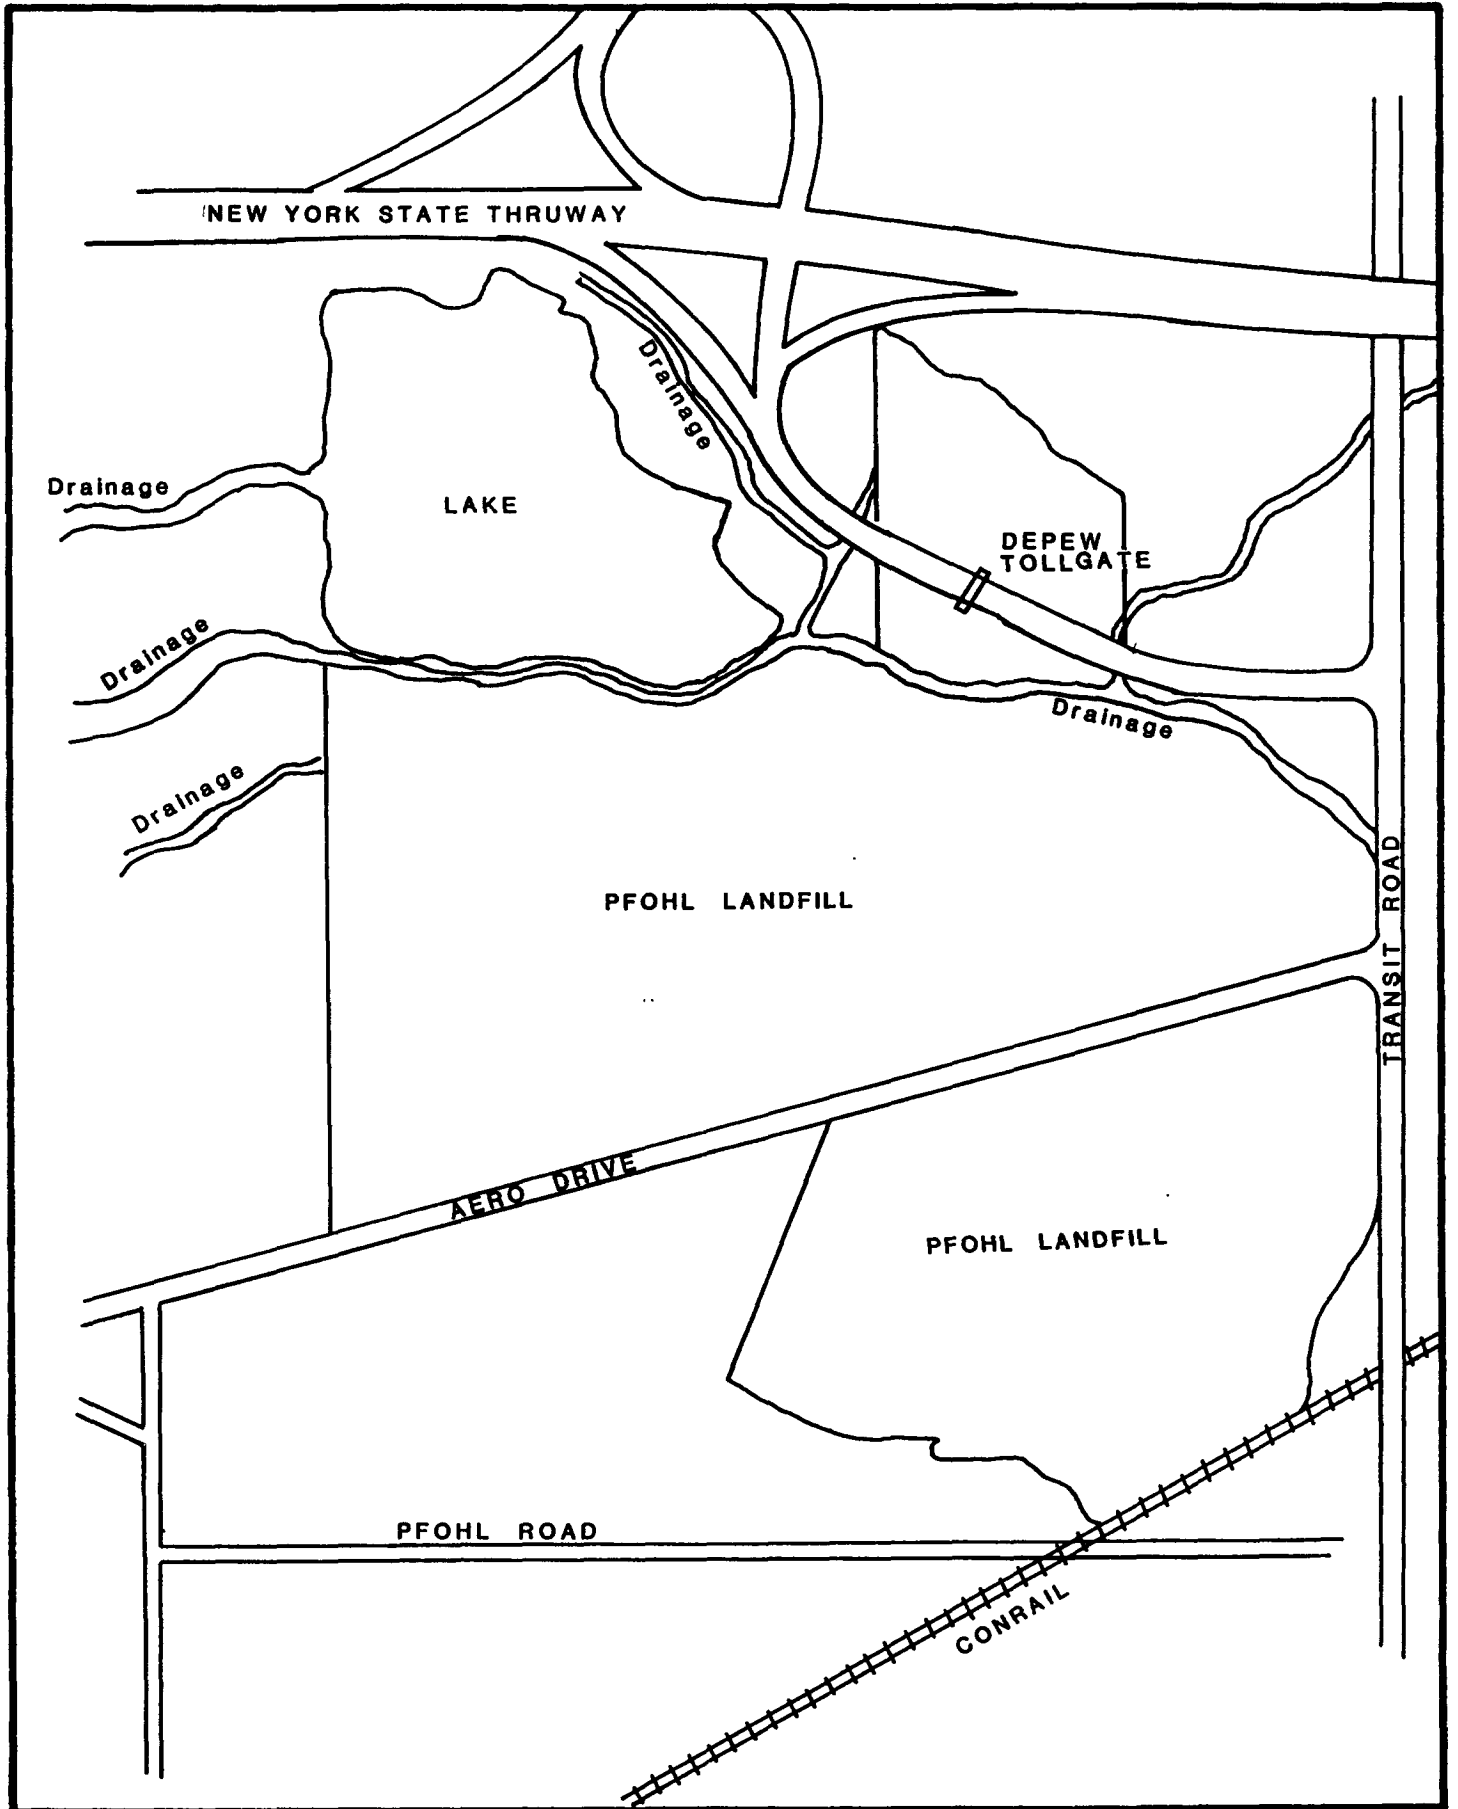 NEW YORK STATE THRUWAY
Drainage
Drainage
LAKE
DEPEW
TOLLGATE
Drainage
Drainage
Drainage
PFOHL LANDFILL
TRANSIT ROAD
AERO DRIVE
PFOHL LANDFILL
PFOHL ROAD
CONRAIL